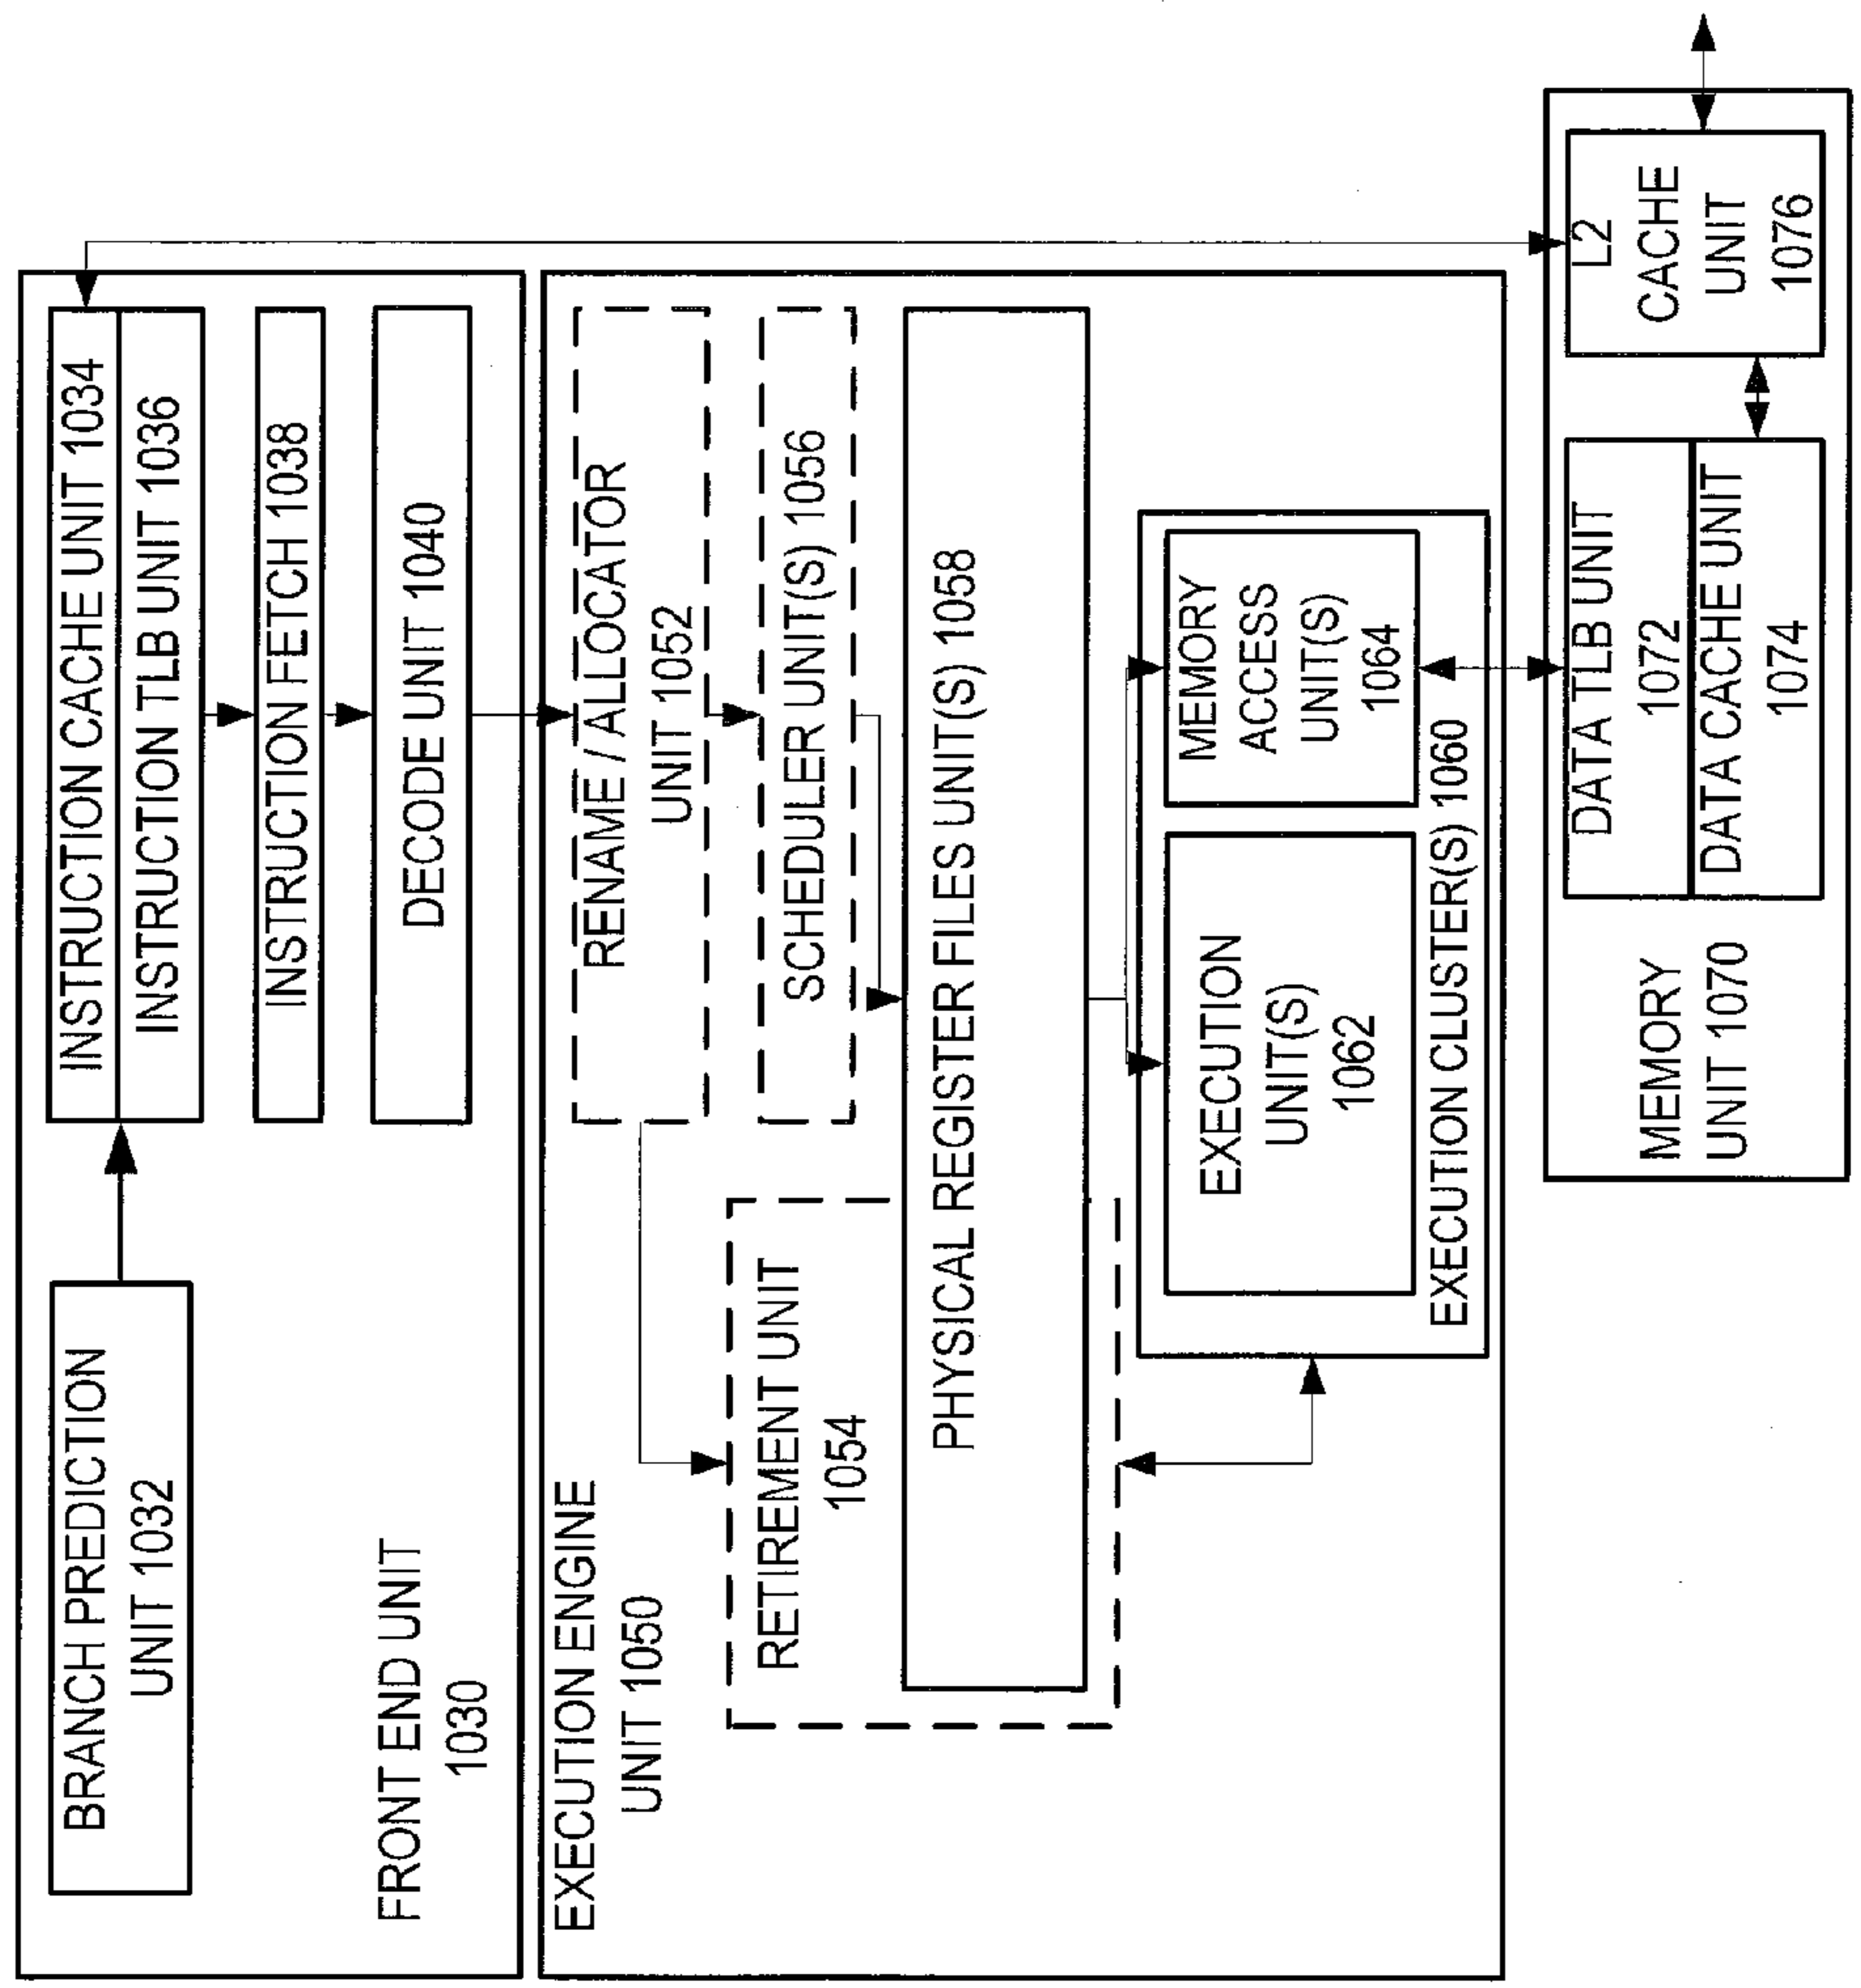 BRANCH PREDICTION
UNIT 1032
INSTRUCTION CACHE UNIT 1034
INSTRUCTION TLB UNIT 1036
INSTRUCTION FETCH 1038
DECODE UNIT 1040
FRONT END UNIT
1030
EXECUTION ENGINE
UNIT 1050
RENAME / ALLOCATOR
UNIT 1052
RETIREMENT UNIT
1054
SCHEDULER UNIT(S) 1056
PHYSICAL REGISTER FILES UNIT(S) 1058
EXECUTION
UNIT(S)
1062
MEMORY
ACCESS
UNIT(S)
1064
EXECUTION CLUSTER(S) 1060
MEMORY
UNIT 1070
DATA TLB UNIT
1072
DATA CACHE UNIT
1074
L2
CACHE
UNIT
1076